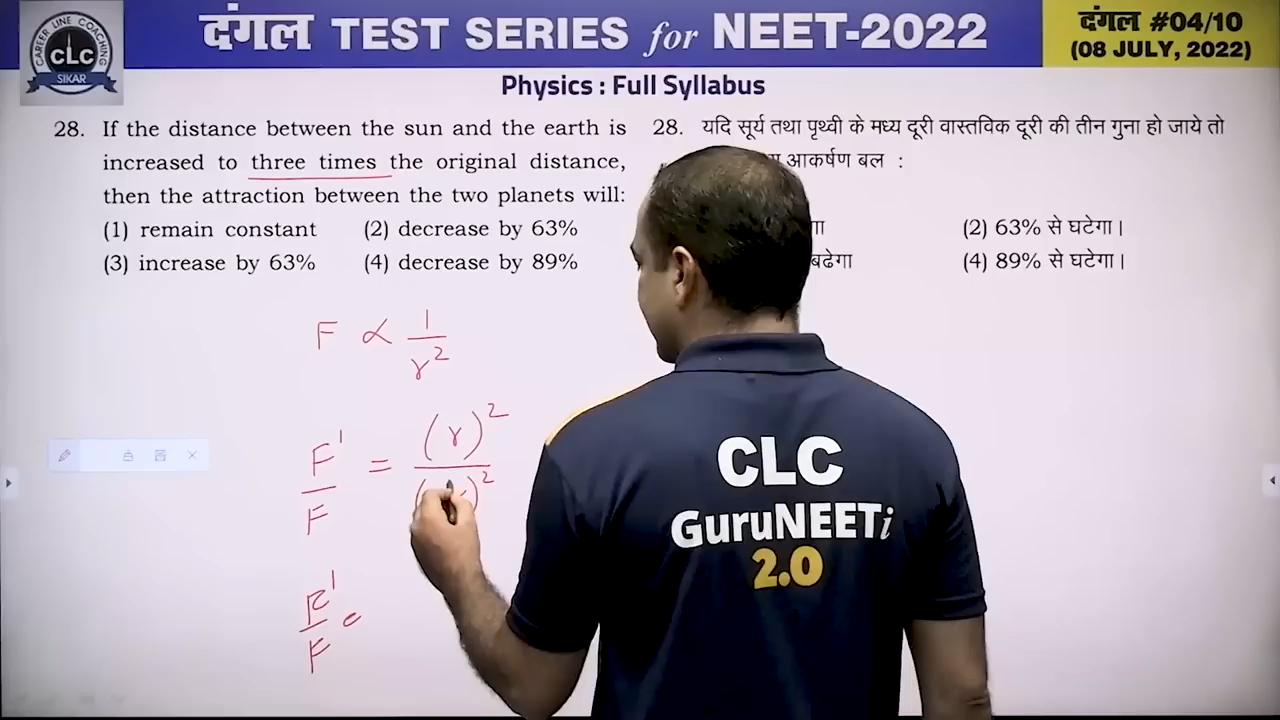 दंगल TEST SERIES for NEET-2022
दंगल #04/10
(08 JULY, 2022)
CAREER LINE COACHING
CLC
SIKAR
Physics : Full Syllabus
28. If the distance between the sun and the earth is
increased to three times the original distance,
then the attraction between the two planets will:
(1) remain constant (2) decrease by 63%
(3) increase by 63% (4) decrease by 89%
28. यदि सूर्य तथा पृथ्वी के मध्य दूरी वास्तविक दूरी की तीन गुना हो जाये तो
आकर्षण बल :
(2) 63% से घटेगा।
बढेगा (4) 89% से घटेगा।
F ∝ 1/r²
F'/F = (r)²/( )²
F'/F =
CLC
GuruNEETi
2.0